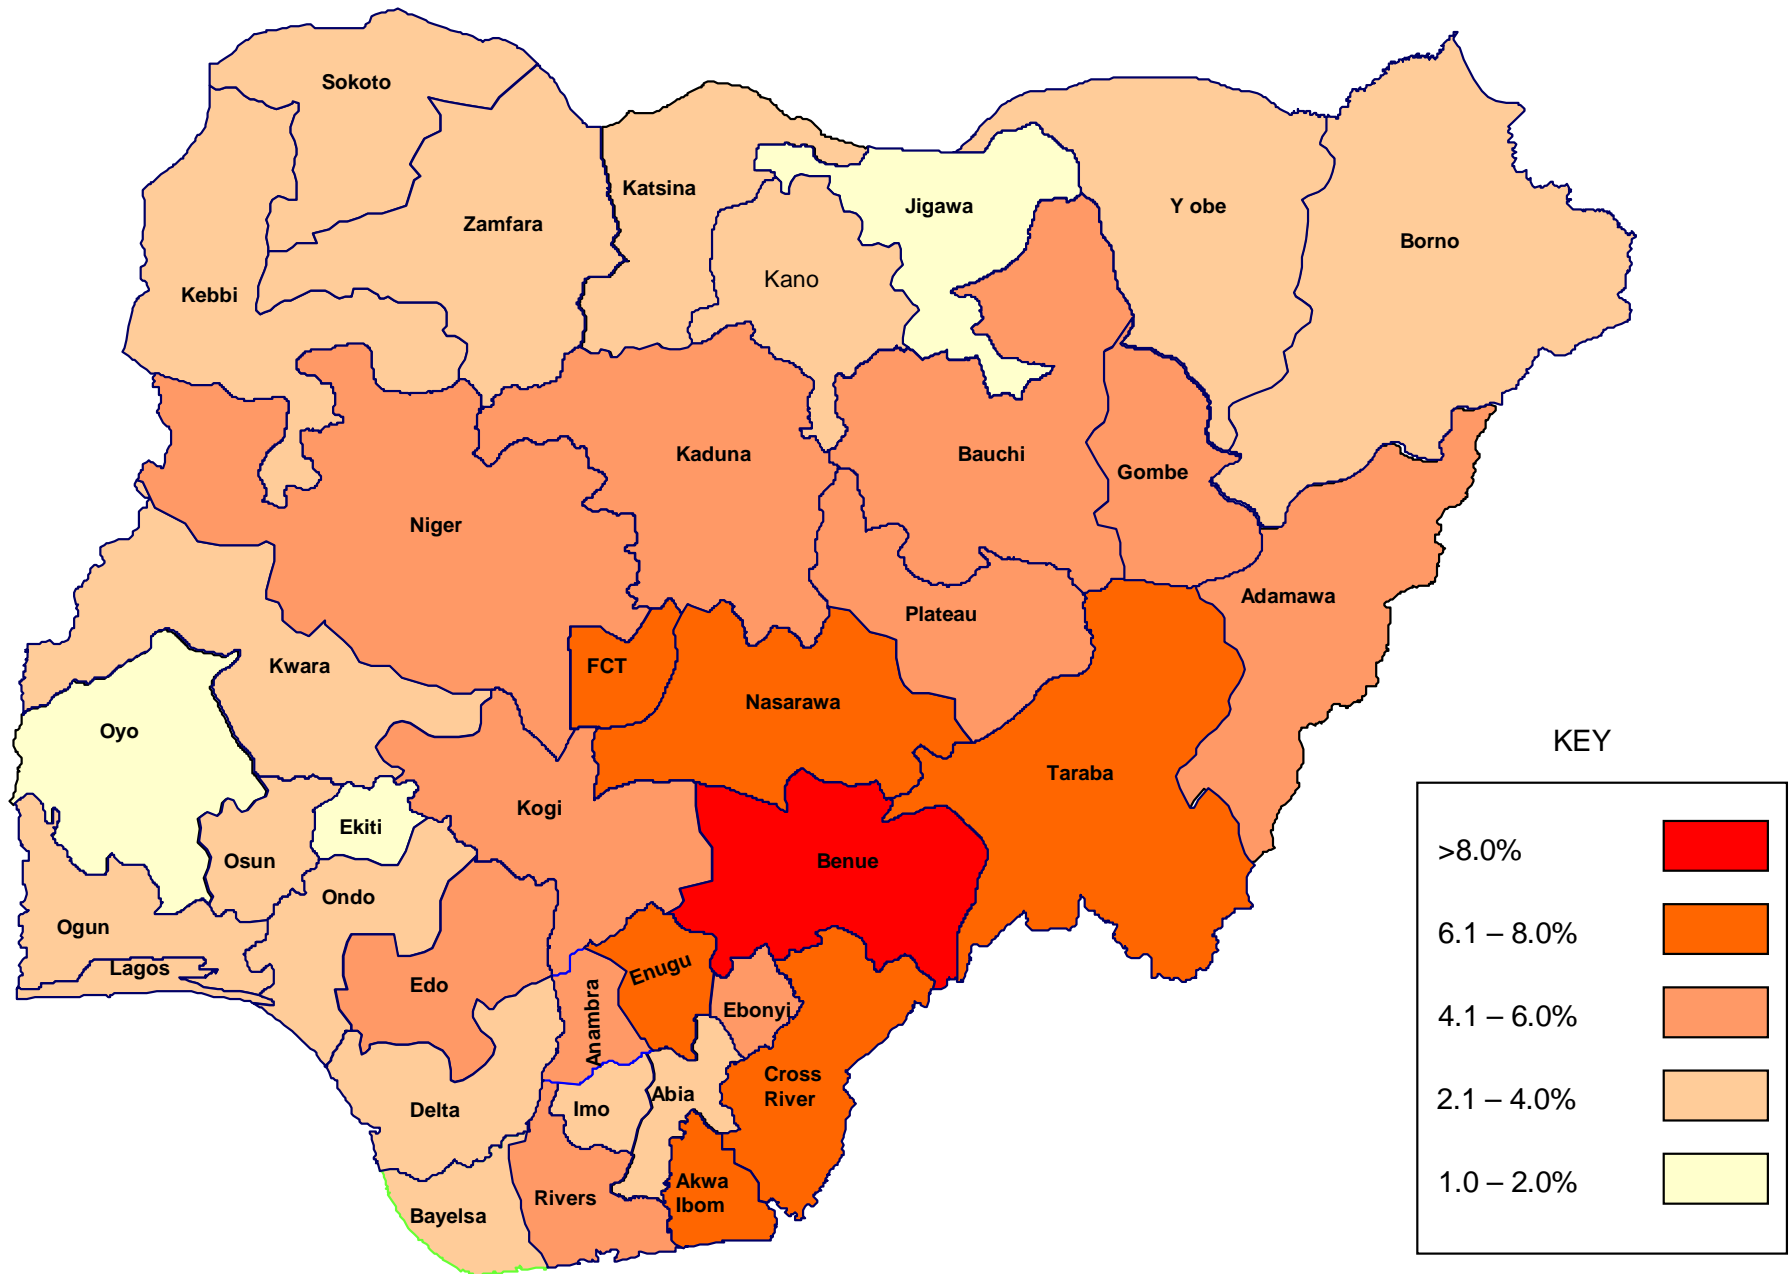 Sokoto
Katsina
Jigawa
Y obe
Zamfara
Borno
Kano
Kebbi
Kaduna
Bauchi
Gombe
Niger
Adamawa
Plateau
Kwara
FCT
Nasarawa
Oyo
Taraba
Kogi
Ekiti
Osun
Benue
Ondo
Ogun
Lagos
Edo
Enugu
Anambra
Ebonyi
Cross
River
Abia
Delta
Imo
Akwa
Ibom
Rivers
Bayelsa
KEY
>8.0%
6.1 – 8.0%
4.1 – 6.0%
2.1 – 4.0%
1.0 – 2.0%